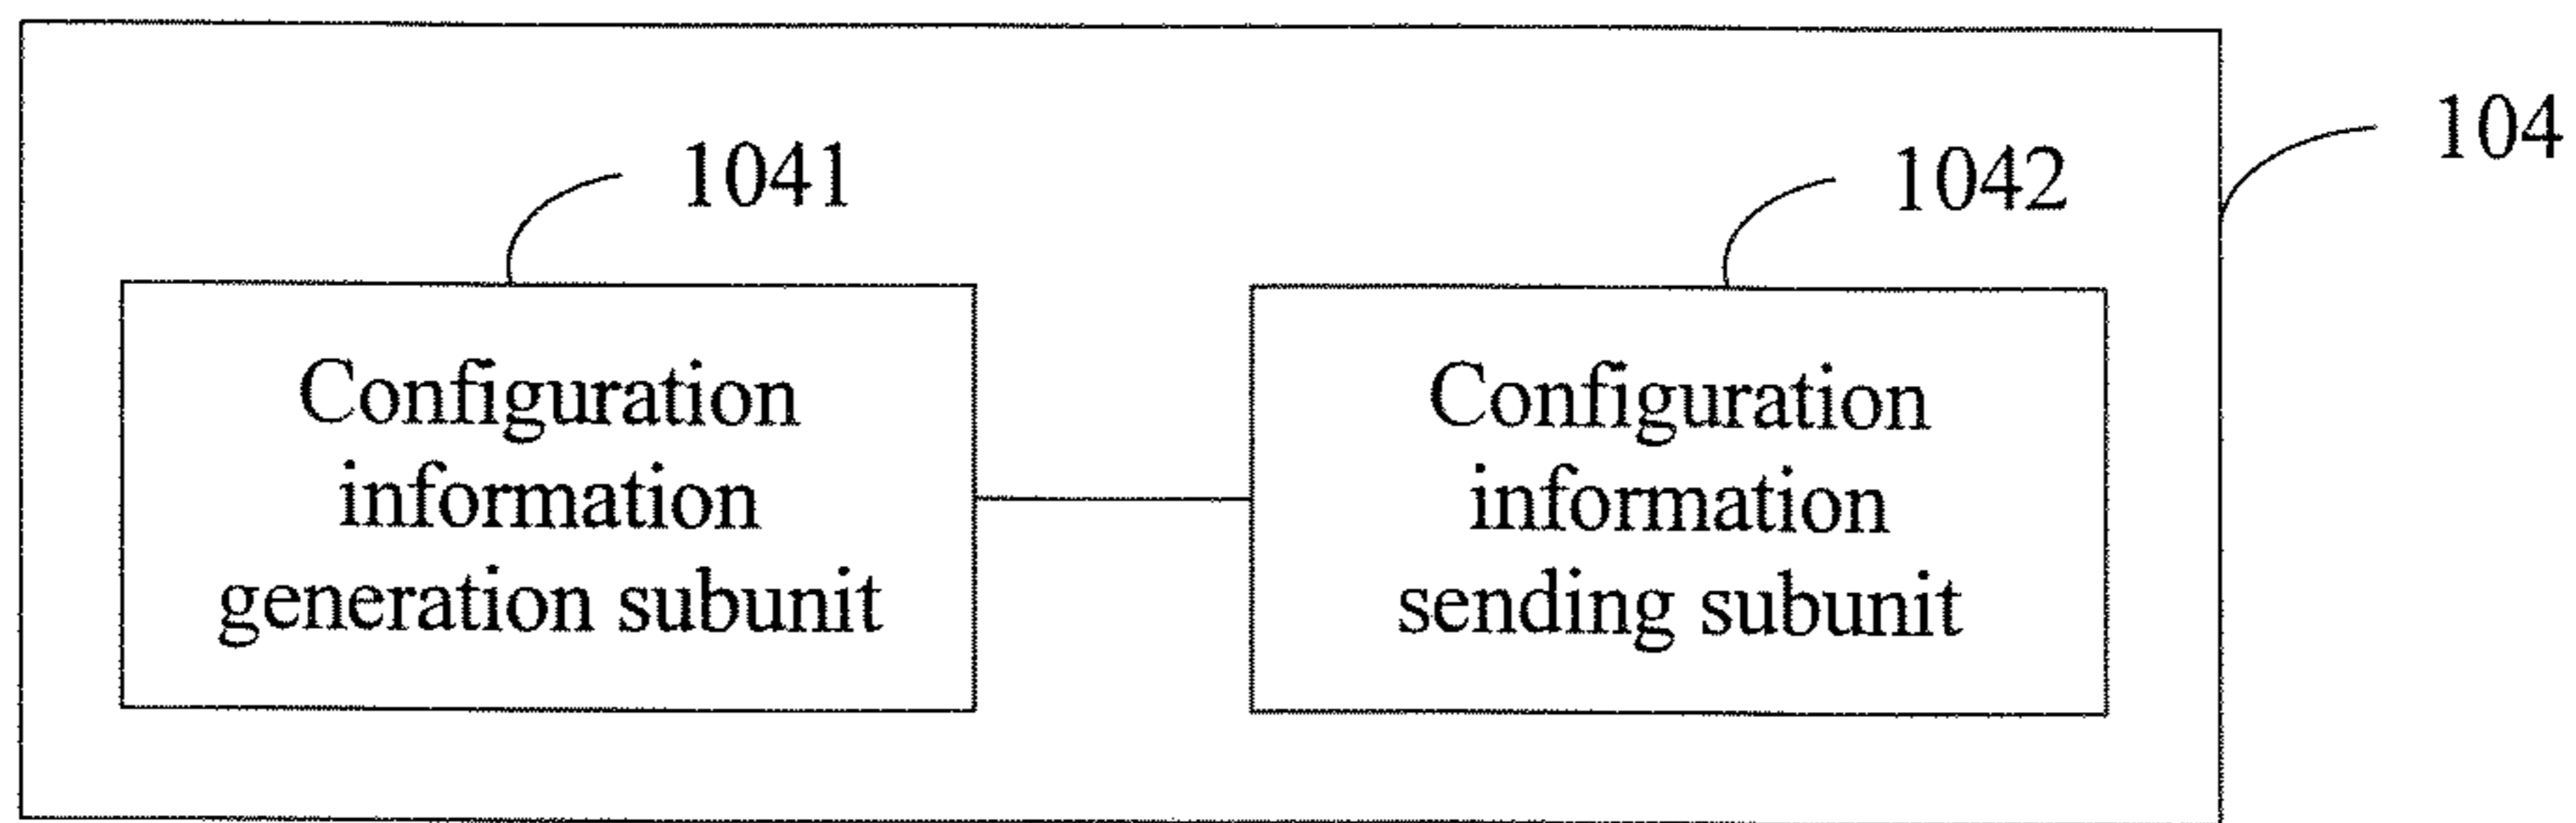 104
1041
1042
Configuration
information
generation subunit
Configuration
information
sending subunit